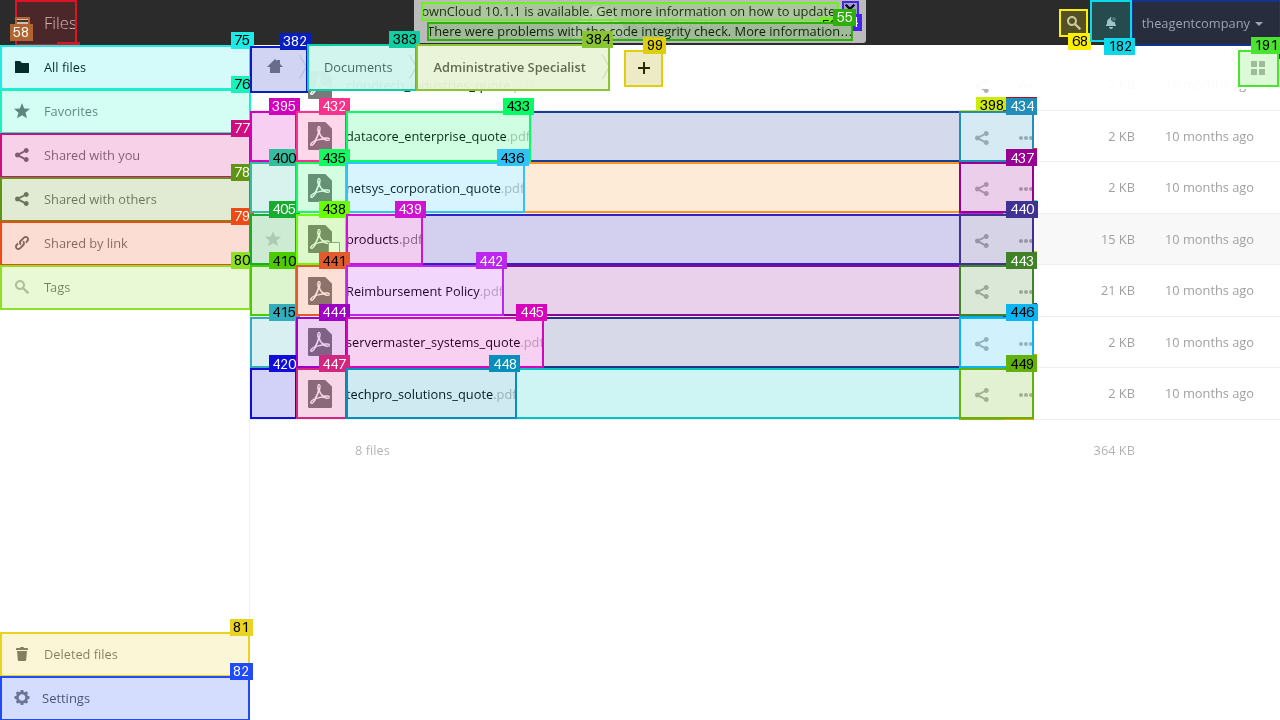 Files
ownCloud 10.1.1 is available. Get more information on how to update
There were problems with the code integrity check. More information...
theagentcompany
58
55
68
182
191
75
382
383
384
99
All files
Documents
Administrative Specialist
+
76
Favorites
395
432
433
398
434
datacore_enterprise_quote.pdf
2 KB
10 months ago
77
Shared with you
400
435
436
437
netsys_corporation_quote.pdf
2 KB
10 months ago
78
Shared with others
405
438
439
440
products.pdf
15 KB
10 months ago
79
Shared by link
410
441
442
443
Reimbursement Policy.pdf
21 KB
10 months ago
80
Tags
415
444
445
446
servermaster_systems_quote.pdf
2 KB
10 months ago
420
447
448
449
techpro_solutions_quote.pdf
2 KB
10 months ago
8 files
364 KB
81
Deleted files
82
Settings